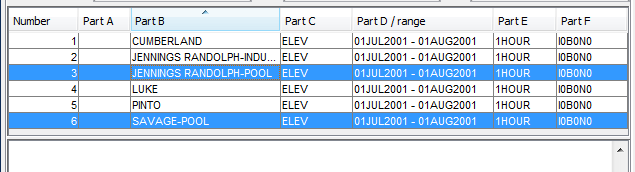 Number Part A Part B Part C Part D / range Part E Part F
1 CUMBERLAND ELEV 01JUL2001 - 01AUG2001 1HOUR I0B0N0
2 JENNINGS RANDOLPH-INDU... ELEV 01JUL2001 - 01AUG2001 1HOUR I0B0N0
3 JENNINGS RANDOLPH-POOL ELEV 01JUL2001 - 01AUG2001 1HOUR I0B0N0
4 LUKE ELEV 01JUL2001 - 01AUG2001 1HOUR I0B0N0
5 PINTO ELEV 01JUL2001 - 01AUG2001 1HOUR I0B0N0
6 SAVAGE-POOL ELEV 01JUL2001 - 01AUG2001 1HOUR I0B0N0